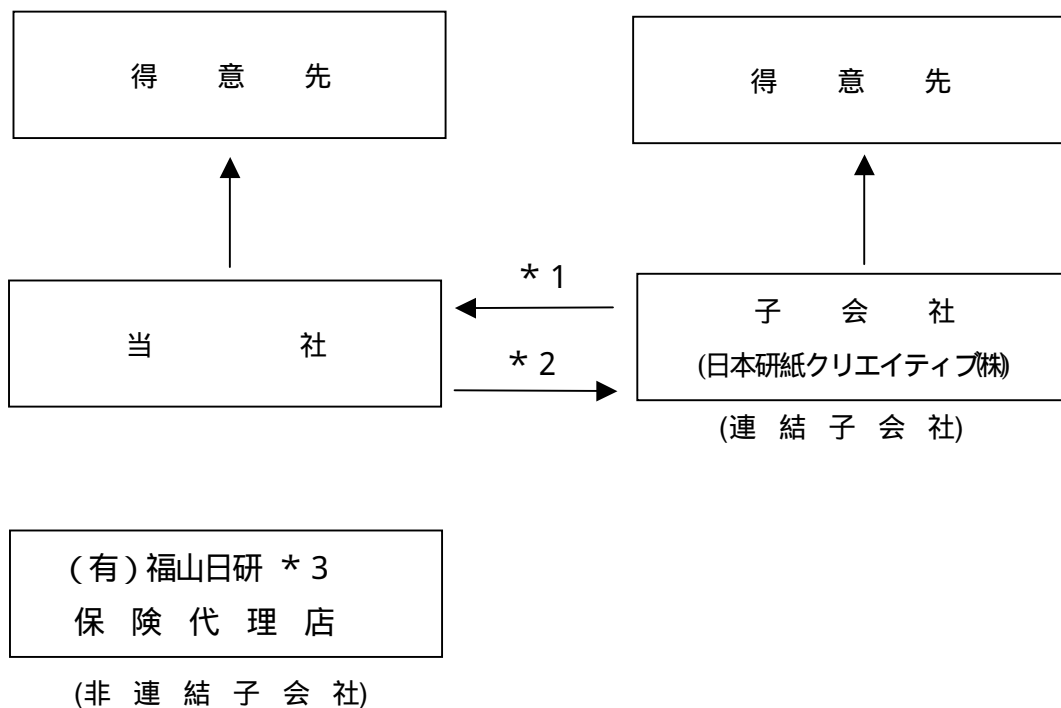 得 意 先
得 意 先
*1
当 社
*2
子 会 社
(日本研紙クリエイティブ㈱)
(連 結 子 会 社)
(有)福山日研 *3
保 険 代 理 店
(非 連 結 子 会 社)